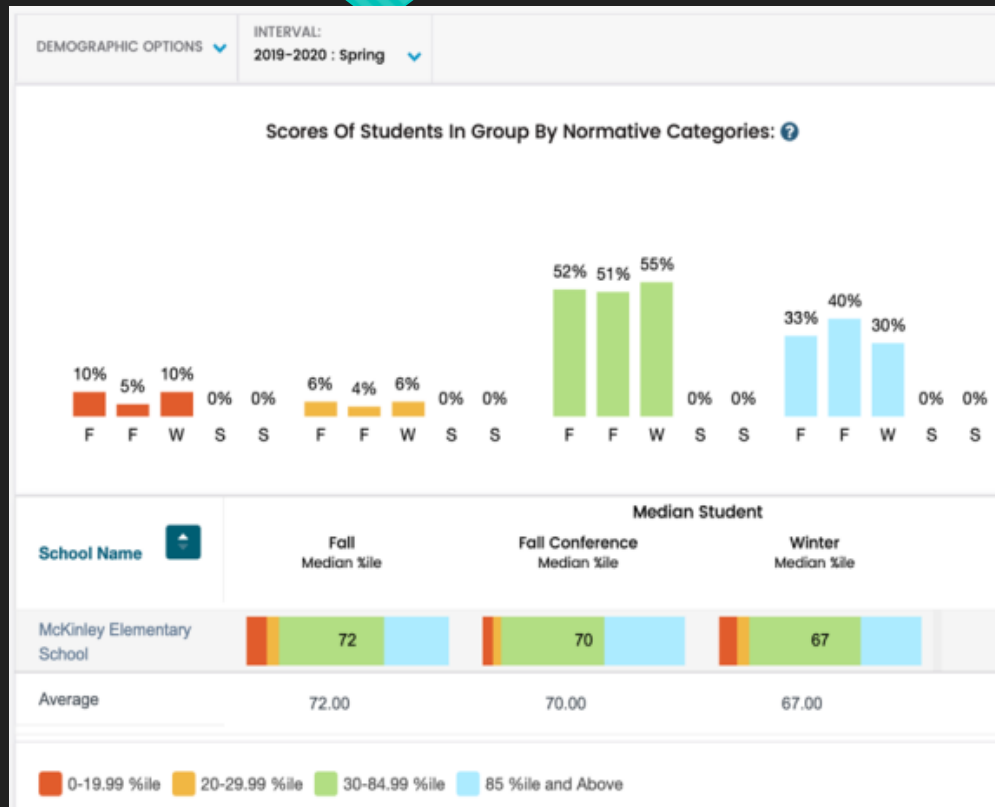 DEMOGRAPHIC OPTIONS
INTERVAL:
2019-2020 : Spring
Scores Of Students In Group By Normative Categories: ?
10% 5% 10% 0% 0% 6% 4% 6% 0% 0% 52% 51% 55% 0% 0% 33% 40% 30% 0% 0%
F F W S S F F W S S F F W S S F F W S S
Median Student
School Name Fall Fall Conference Winter
Median %ile Median %ile Median %ile
McKinley Elementary
School
72 70 67
Average 72.00 70.00 67.00
0-19.99 %ile 20-29.99 %ile 30-84.99 %ile 85 %ile and Above